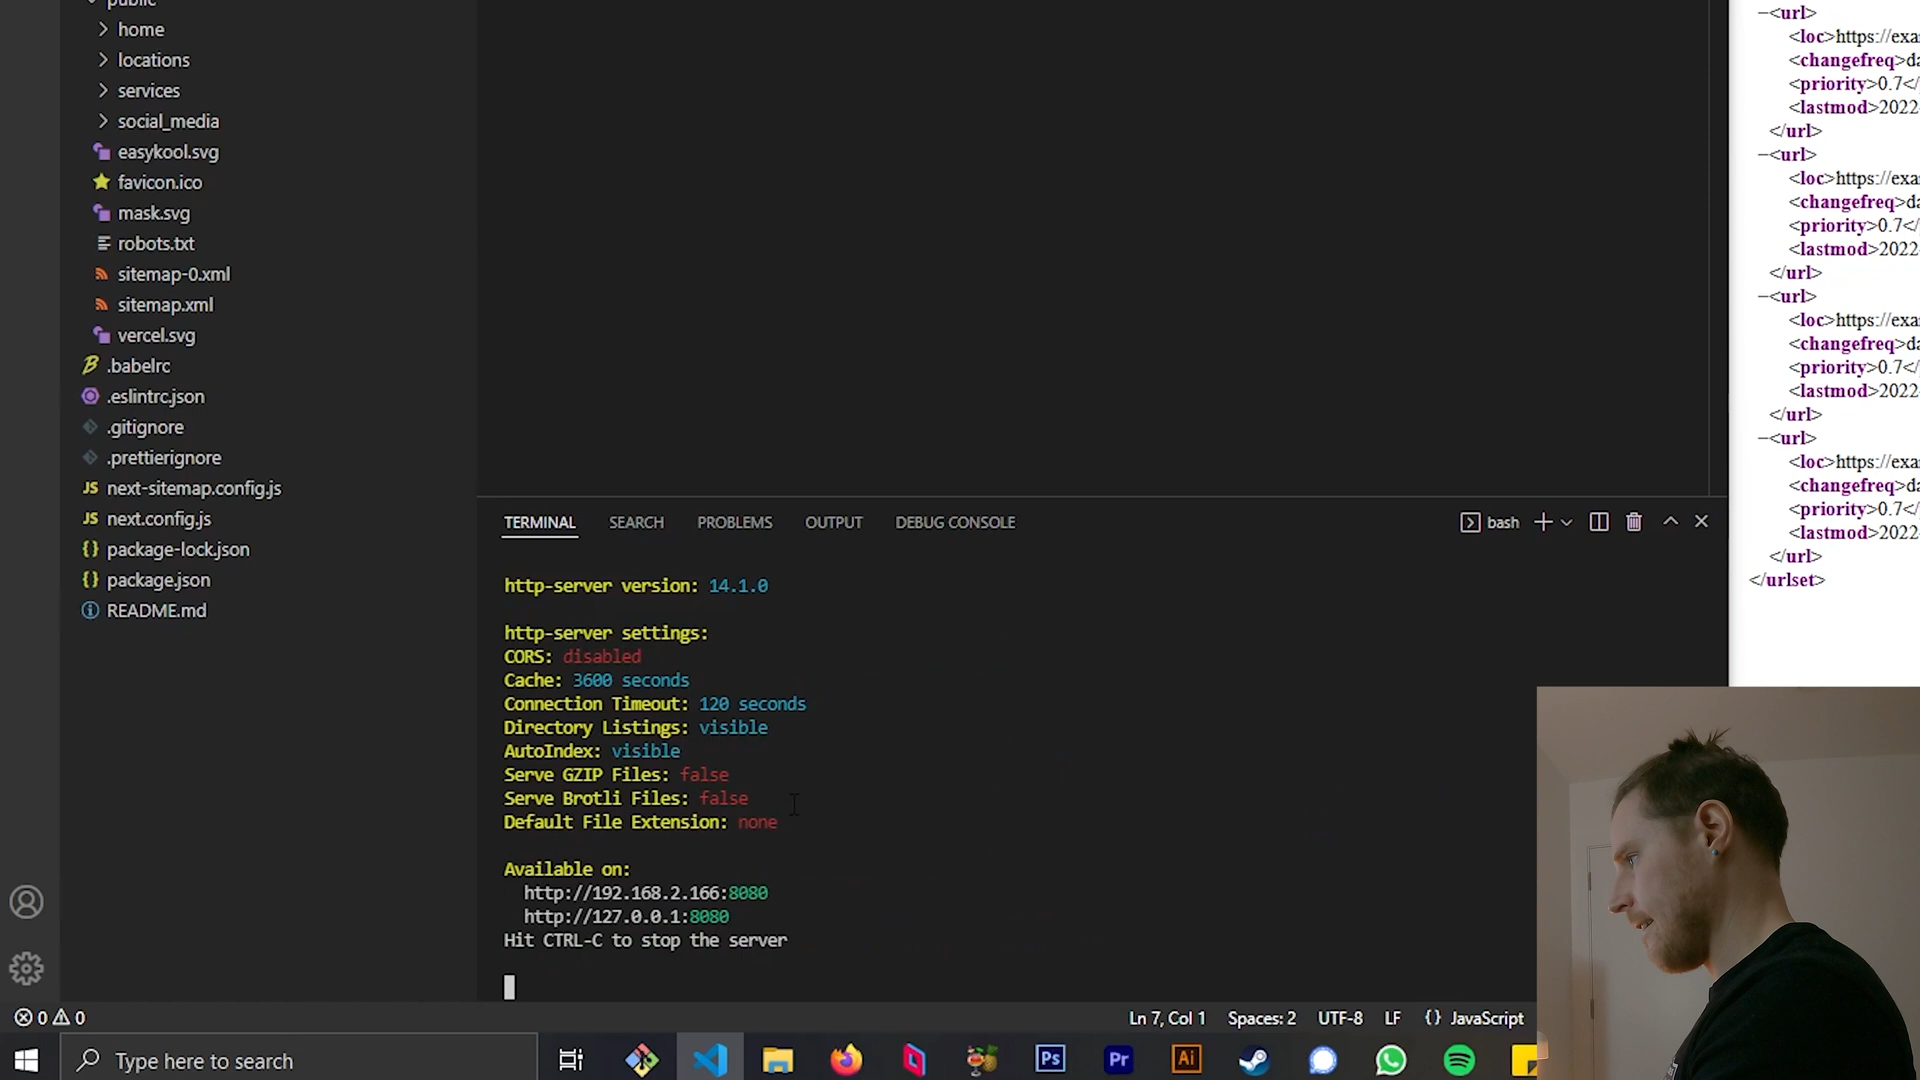 public
home
locations
services
social_media
easykool.svg
favicon.ico
mask.svg
robots.txt
sitemap-0.xml
sitemap.xml
vercel.svg
.babelrc
.eslintrc.json
.gitignore
.prettierignore
JS next-sitemap.config.js
JS next.config.js
{} package-lock.json
{} package.json
README.md
TERMINAL SEARCH PROBLEMS OUTPUT DEBUG CONSOLE
bash
http-server version: 14.1.0
http-server settings:
CORS: disabled
Cache: 3600 seconds
Connection Timeout: 120 seconds
Directory Listings: visible
AutoIndex: visible
Serve GZIP Files: false
Serve Brotli Files: false
Default File Extension: none
Available on:
http://192.168.2.166:8080
http://127.0.0.1:8080
Hit CTRL-C to stop the server
−<url>
<loc>https://exa
<changefreq>da
<priority>0.7</
<lastmod>2022
</url>
−<url>
<loc>https://exa
<changefreq>da
<priority>0.7</
<lastmod>2022
</url>
−<url>
<loc>https://exa
<changefreq>da
<priority>0.7</
<lastmod>2022
</url>
−<url>
<loc>https://exa
<changefreq>da
<priority>0.7</
<lastmod>2022
</url>
</urlset>
0 0
Ln 7, Col 1 Spaces: 2 UTF-8 LF {} JavaScript
Type here to search
Ps Pr Ai